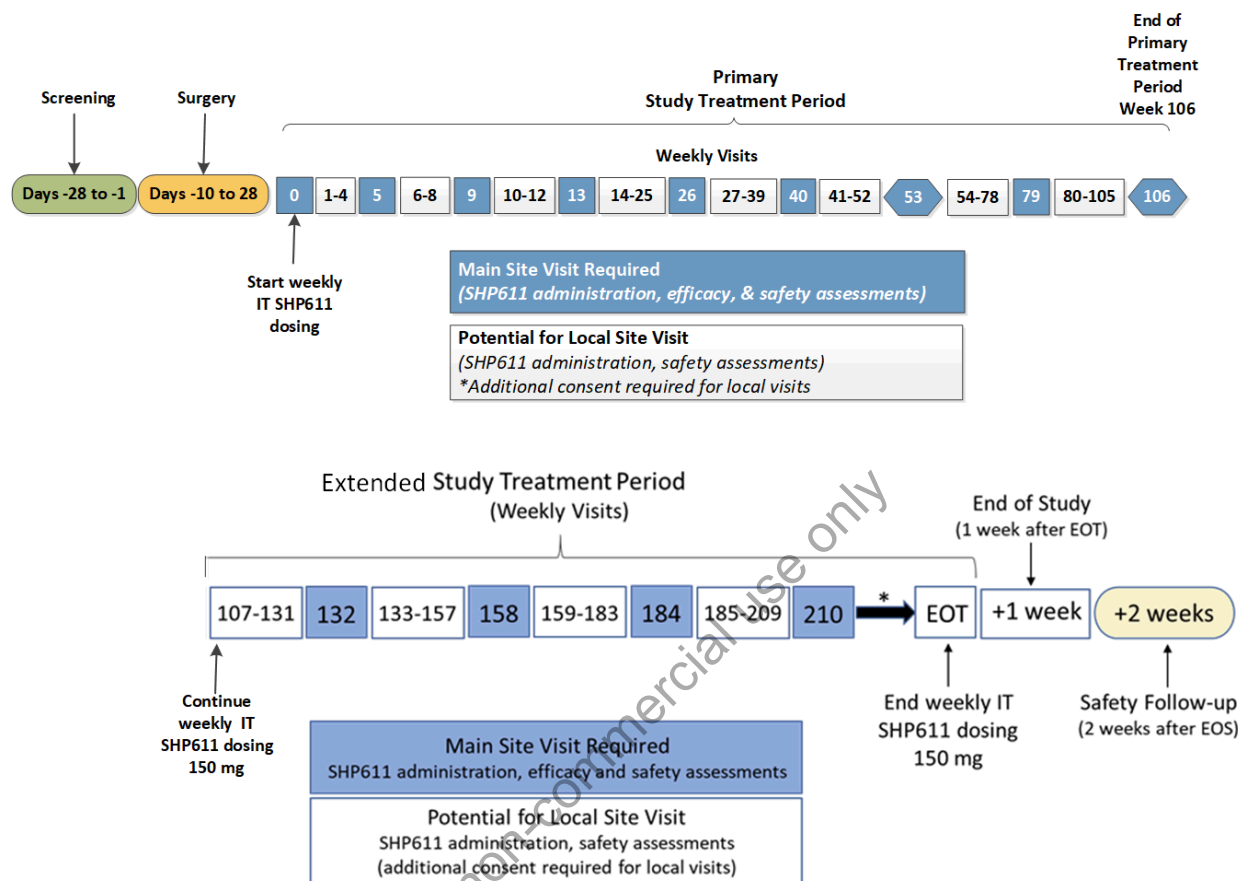 End of
Primary
Treatment
Period
Week 106
Screening
Surgery
Primary
Study Treatment Period
Weekly Visits
Days -28 to -1
Days -10 to 28
0
1-4
5
6-8
9
10-12
13
14-25
26
27-39
40
41-52
53
54-78
79
80-105
106
Start weekly
IT SHP611
dosing
Main Site Visit Required
(SHP611 administration, efficacy, & safety assessments)
Potential for Local Site Visit
(SHP611 administration, safety assessments)
*Additional consent required for local visits
Extended Study Treatment Period
(Weekly Visits)
End of Study
(1 week after EOT)
107-131
132
133-157
158
159-183
184
185-209
210
*
EOT
+1 week
+2 weeks
Continue
weekly IT
SHP611 dosing
150 mg
End weekly IT
SHP611 dosing
150 mg
Safety Follow-up
(2 weeks after EOS)
Main Site Visit Required
SHP611 administration, efficacy and safety assessments
Potential for Local Site Visit
SHP611 administration, safety assessments
(additional consent required for local visits)
non-commercial use only